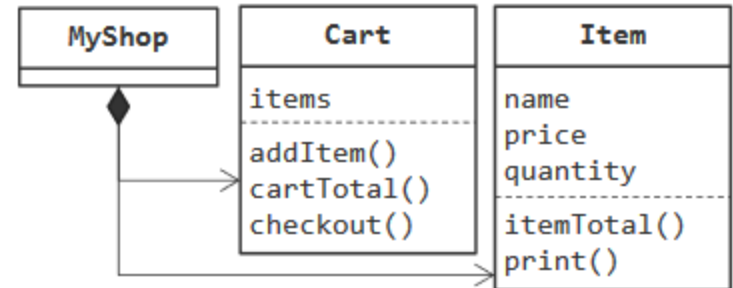 MyShop
Cart
items
addItem()
cartTotal()
checkout()
Item
name
price
quantity
itemTotal()
print()